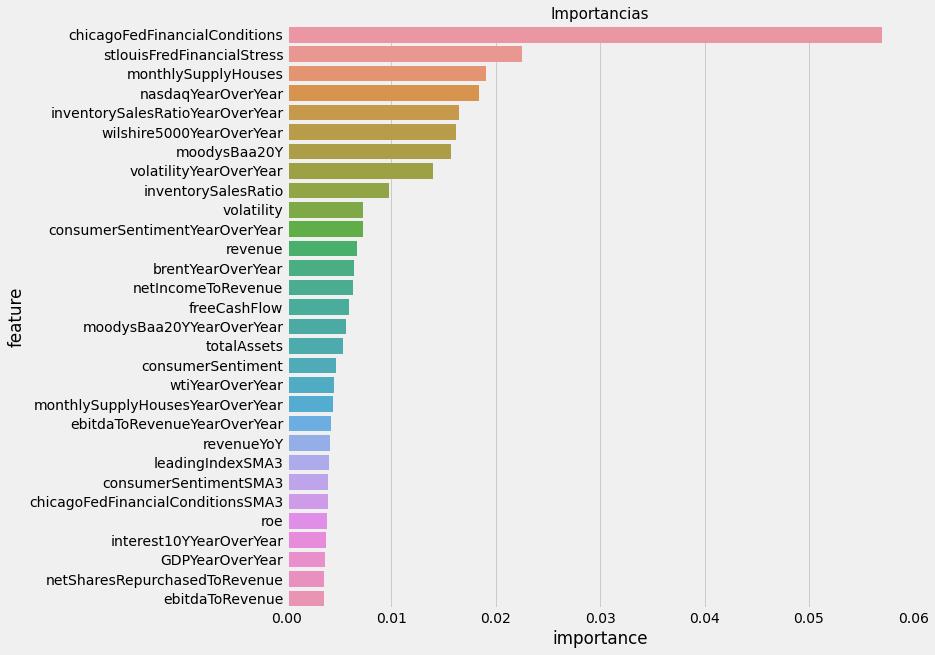 Importancias
chicagoFedFinancialConditions
stlouisFredFinancialStress
monthlySupplyHouses
nasdaqYearOverYear
inventorySalesRatioYearOverYear
wilshire5000YearOverYear
moodysBaa20Y
volatilityYearOverYear
inventorySalesRatio
volatility
consumerSentimentYearOverYear
revenue
brentYearOverYear
netIncomeToRevenue
freeCashFlow
moodysBaa20YYearOverYear
totalAssets
consumerSentiment
wtiYearOverYear
monthlySupplyHousesYearOverYear
ebitdaToRevenueYearOverYear
revenueYoY
leadingIndexSMA3
consumerSentimentSMA3
chicagoFedFinancialConditionsSMA3
roe
interest10YYearOverYear
GDPYearOverYear
netSharesRepurchasedToRevenue
ebitdaToRevenue
feature
0.00 0.01 0.02 0.03 0.04 0.05 0.06
importance